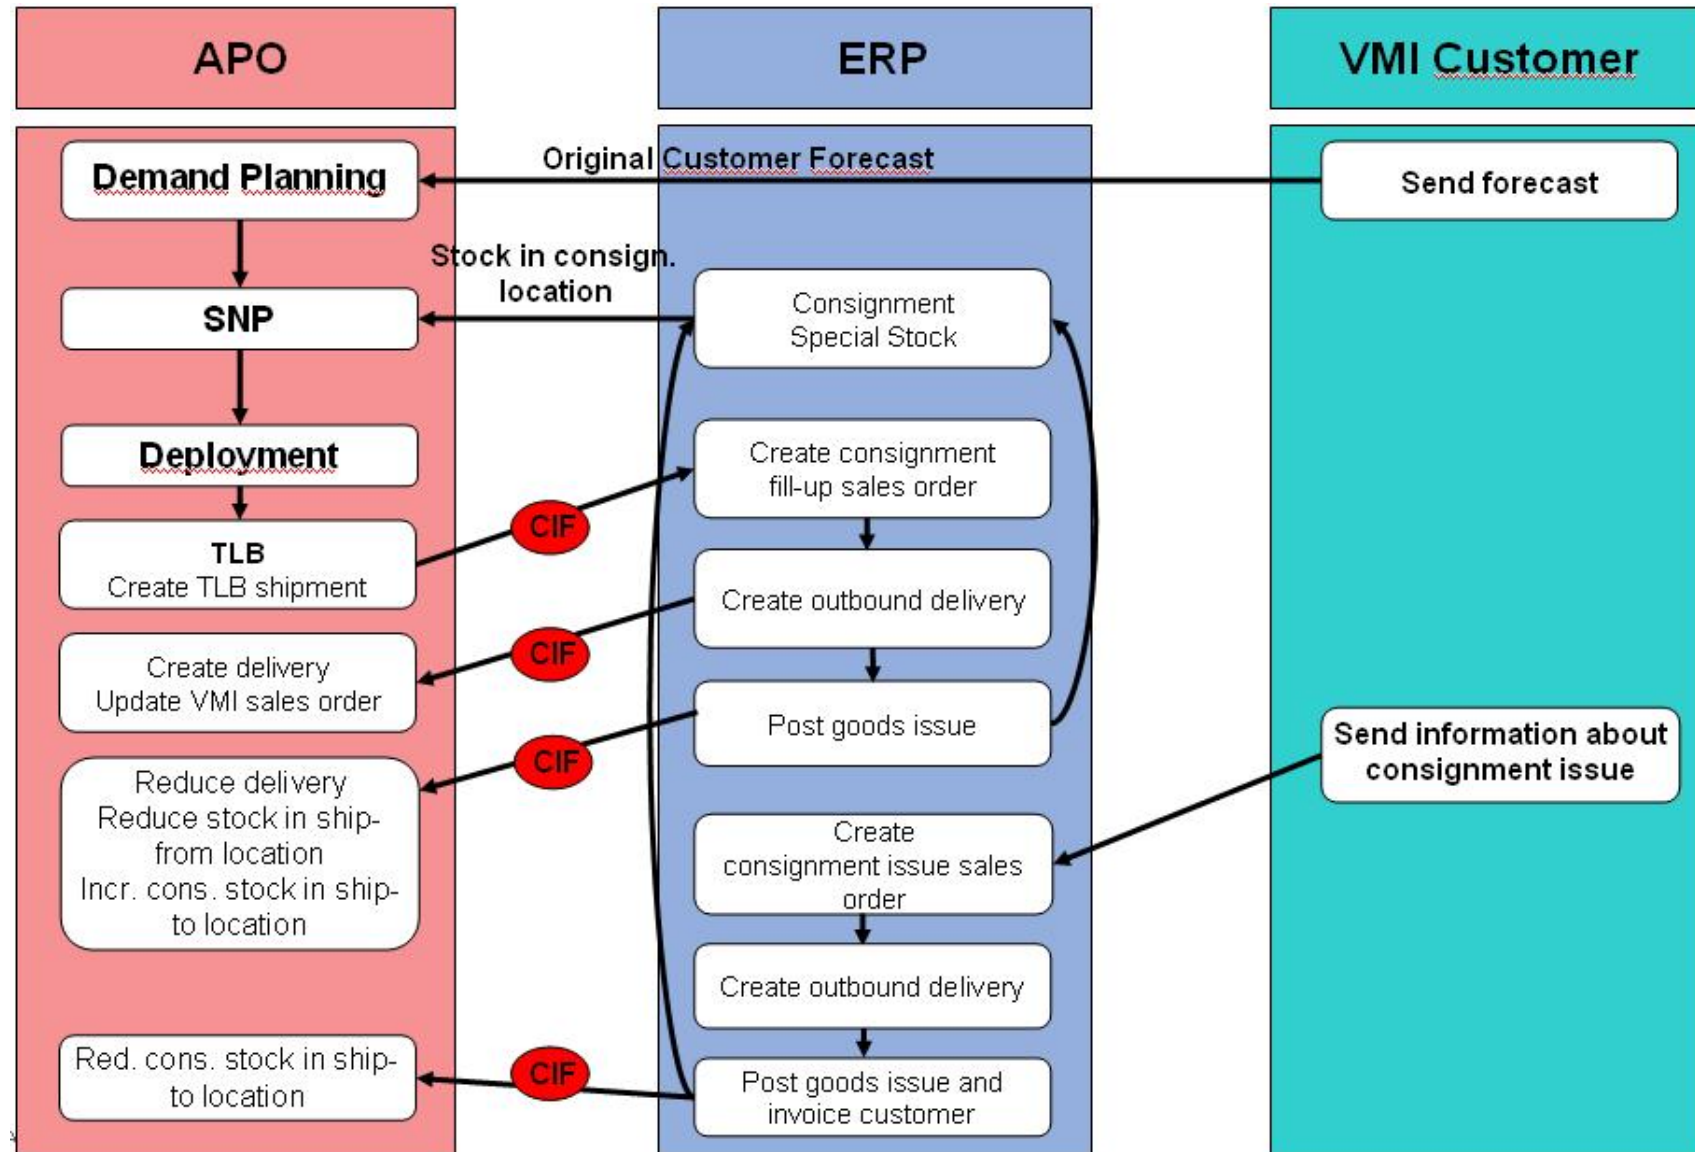 APO
ERP
VMI Customer
Original Customer Forecast
Demand Planning
Send forecast
Stock in consign.
location
SNP
Consignment
Special Stock
Deployment
Create consignment
fill-up sales order
CIF
TLB
Create TLB shipment
Create outbound delivery
CIF
Create delivery
Update VMI sales order
Post goods issue
CIF
Send information about
consignment issue
Reduce delivery
Reduce stock in ship-
from location
Incr. cons. stock in ship-
to location
Create
consignment issue sales
order
Create outbound delivery
Red. cons. stock in ship-
to location
CIF
Post goods issue and
invoice customer